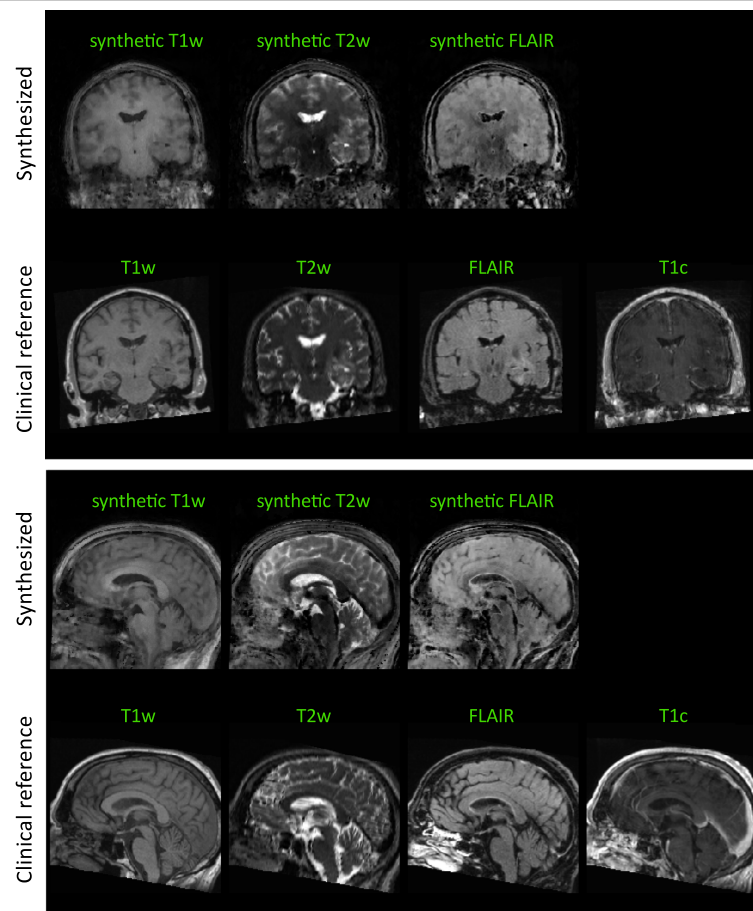 synthetic T1w synthetic T2w synthetic FLAIR
Synthesized
T1w T2w FLAIR T1c
Clinical reference
synthetic T1w synthetic T2w synthetic FLAIR
Synthesized
T1w T2w FLAIR T1c
Clinical reference